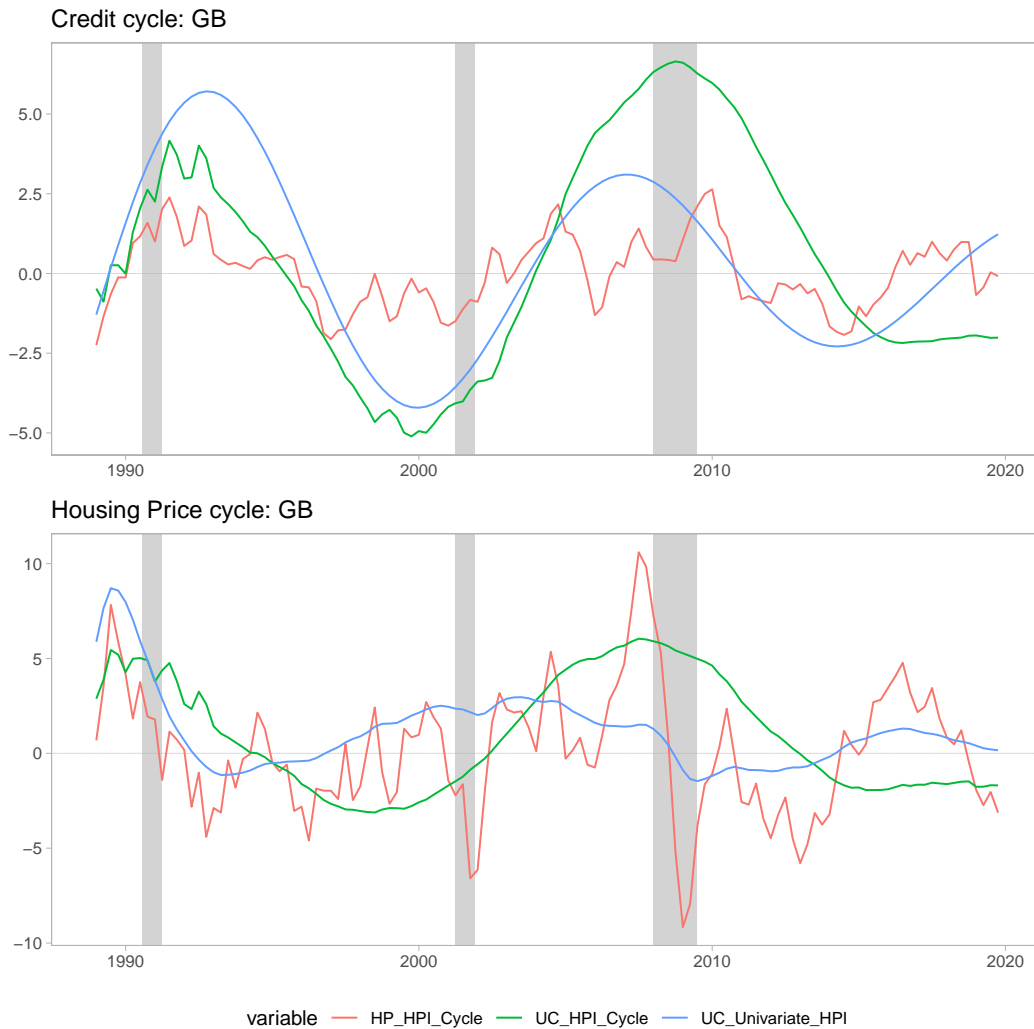 Credit cycle: GB
5.0
2.5
0.0
−2.5
−5.0
1990 2000 2010 2020
Housing Price cycle: GB
10
5
0
−5
−10
1990 2000 2010 2020
variable HP_HPI_Cycle UC_HPI_Cycle UC_Univariate_HPI